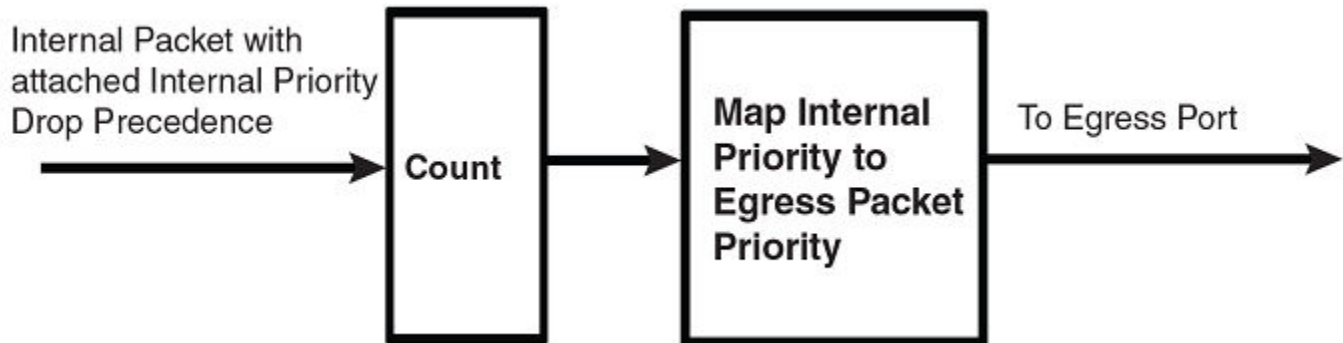 Internal Packet with
attached Internal Priority
Drop Precedence
Count
Map Internal
Priority to
Egress Packet
Priority
To Egress Port